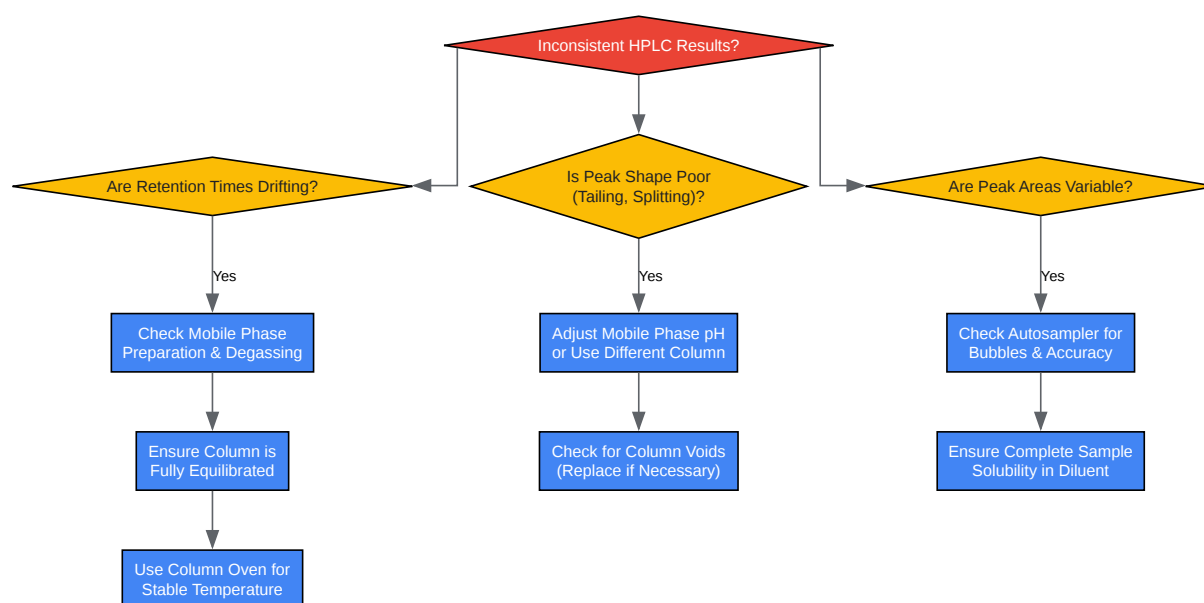 Inconsistent HPLC Results?
Are Retention Times Drifting?
Is Peak Shape Poor
(Tailing, Splitting)?
Are Peak Areas Variable?
Yes
Yes
Yes
Check Mobile Phase
Preparation & Degassing
Adjust Mobile Phase pH
or Use Different Column
Check Autosampler for
Bubbles & Accuracy
Ensure Column is
Fully Equilibrated
Check for Column Voids
(Replace if Necessary)
Ensure Complete Sample
Solubility in Diluent
Use Column Oven for
Stable Temperature